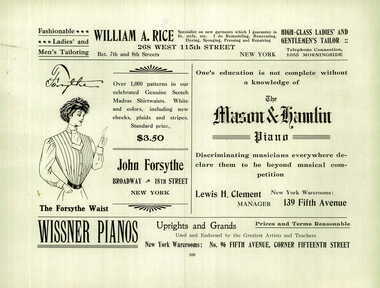 Fashionable
Ladies' and
Men's Tailoring
WILLIAM A. RICE
268 WEST 115th STREET
Bet. 7th and 8th Streets
NEW YORK
Specialist on new garments which I guarantee to
fit, style, etc. I do Remodeling, Renovating
Dyeing, Sponging, Pressing and Repairing
HIGH-CLASS LADIES' AND
GENTLEMEN'S TAILOR
Telephone Connection,
MORNINGSIDE
Forsythe
The Forsythe Waist
Over 1,000 patterns in our
celebrated Genuine Scotch
Madras Shirtwaists. White
and colors, including new
checks, plaids and stripes.
Standard price,
$3.50
John Forsythe
BROADWAY 18TH STREET
NEW YORK
One's education is not complete without
a knowledge of
The
Mason & Hamlin
Piano
Discriminating musicians everywhere de-
clare them to be beyond musical com-
petition
Lewis H. Clement
MANAGER
New York Warerooms:
139 Fifth Avenue
WISSNER PIANOS
Uprights and Grands
Prices and Terms Reasonable
Used and Endorsed by the Greatest Artists and Teachers
New York Warerooms: No. 96 FIFTH AVENUE, CORNER FIFTEENTH STREET